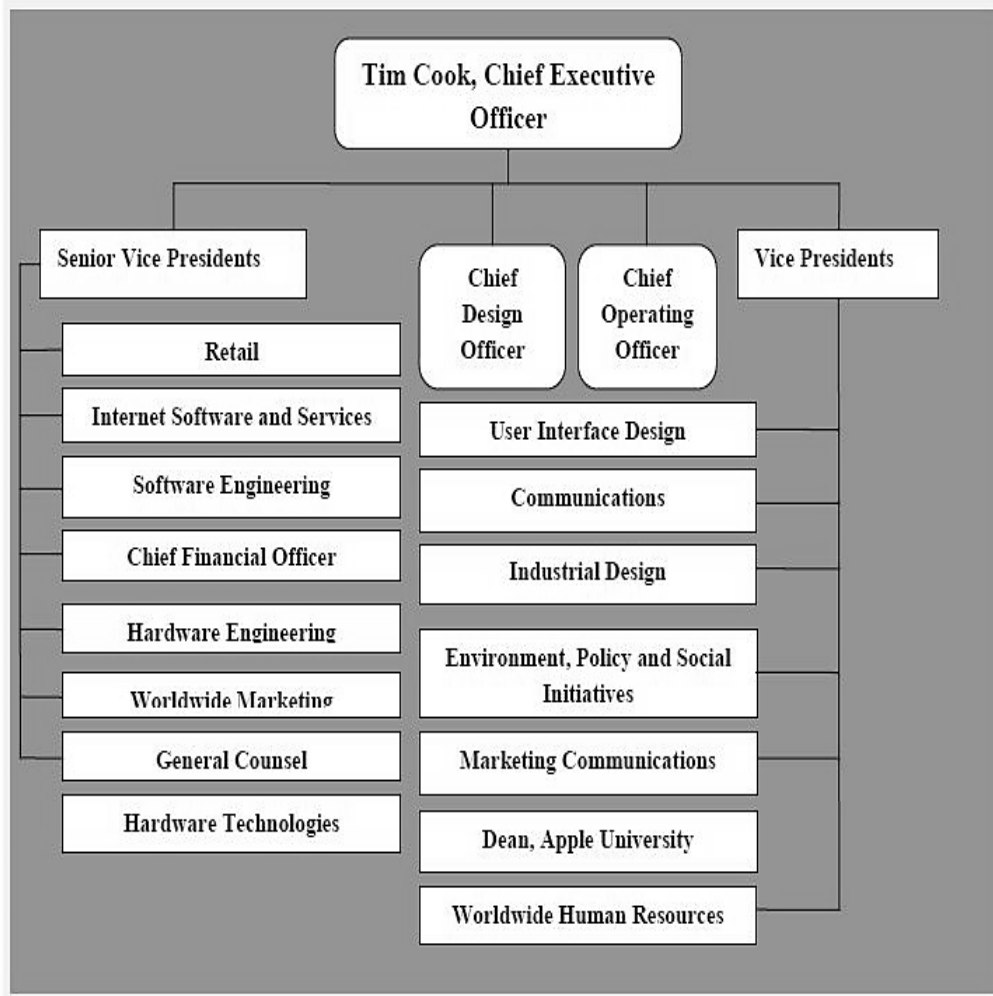 Tim Cook, Chief Executive
Officer
Senior Vice Presidents
Chief
Design
Officer
Chief
Operating
Officer
Vice Presidents
Retail
Internet Software and Services
Software Engineering
Chief Financial Officer
Hardware Engineering
Worldwide Marketing
General Counsel
Hardware Technologies
User Interface Design
Communications
Industrial Design
Environment, Policy and Social
Initiatives
Marketing Communications
Dean, Apple University
Worldwide Human Resources